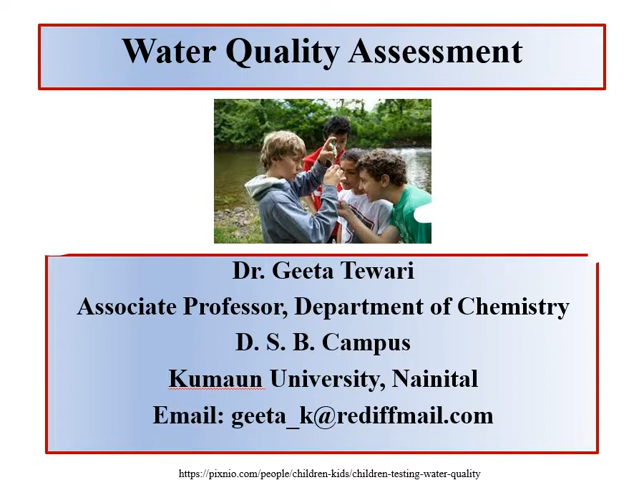 Water Quality Assessment
Dr. Geeta Tewari
Associate Professor, Department of Chemistry
D. S. B. Campus
Kumaun University, Nainital
Email: geeta_k@rediffmail.com
https://pixnio.com/people/children-kids/children-testing-water-quality